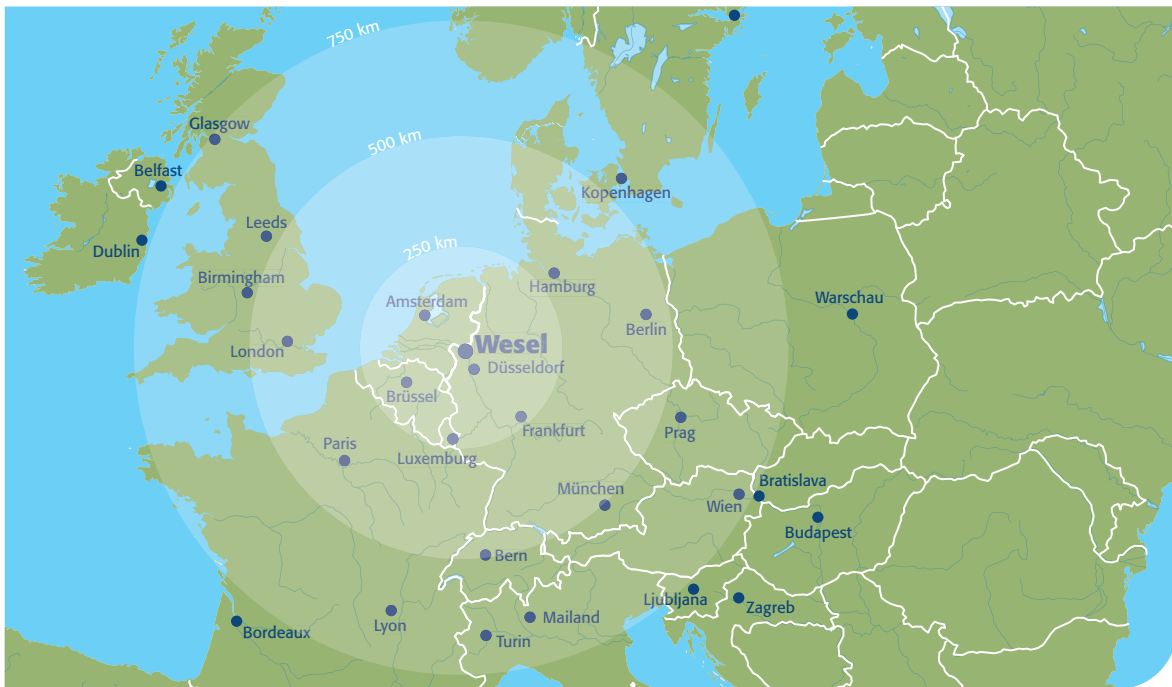 750 km
Glasgow
500 km
Belfast
Kopenhagen
Leeds
Dublin
250 km
Birmingham
Hamburg
Amsterdam
Warschau
Berlin
London
Wesel
Düsseldorf
Brüssel
Frankfurt
Prag
Paris
Luxemburg
München
Bratislava
Wien
Budapest
Bern
Ljubljana
Zagreb
Mailand
Lyon
Bordeaux
Turin